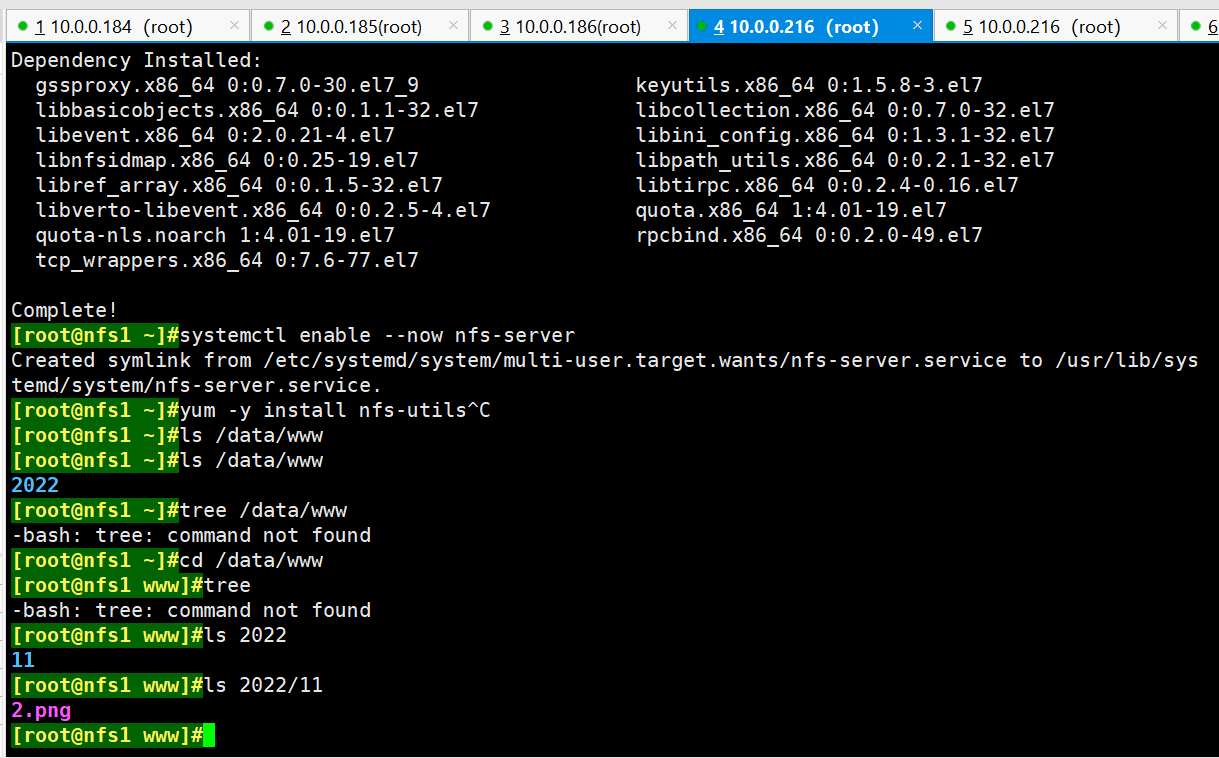 1 10.0.0.184 (root) × 2 10.0.0.185(root) × 3 10.0.0.186(root) × 4 10.0.0.216 (root) × 5 10.0.0.216 (root) × 6
Dependency Installed:
gssproxy.x86_64 0:0.7.0-30.el7_9 keyutils.x86_64 0:1.5.8-3.el7
libbasicobjects.x86_64 0:0.1.1-32.el7 libcollection.x86_64 0:0.7.0-32.el7
libevent.x86_64 0:2.0.21-4.el7 libini_config.x86_64 0:1.3.1-32.el7
libnfsidmap.x86_64 0:0.25-19.el7 libpath_utils.x86_64 0:0.2.1-32.el7
libref_array.x86_64 0:0.1.5-32.el7 libtirpc.x86_64 0:0.2.4-0.16.el7
libverto-libevent.x86_64 0:0.2.5-4.el7 quota.x86_64 1:4.01-19.el7
quota-nls.noarch 1:4.01-19.el7 rpcbind.x86_64 0:0.2.0-49.el7
tcp_wrappers.x86_64 0:7.6-77.el7
Complete!
[root@nfs1 ~]#systemctl enable --now nfs-server
Created symlink from /etc/systemd/system/multi-user.target.wants/nfs-server.service to /usr/lib/sys
temd/system/nfs-server.service.
[root@nfs1 ~]#yum -y install nfs-utils^C
[root@nfs1 ~]#ls /data/www
[root@nfs1 ~]#ls /data/www
2022
[root@nfs1 ~]#tree /data/www
-bash: tree: command not found
[root@nfs1 ~]#cd /data/www
[root@nfs1 www]#tree
-bash: tree: command not found
[root@nfs1 www]#ls 2022
11
[root@nfs1 www]#ls 2022/11
2.png
[root@nfs1 www]#